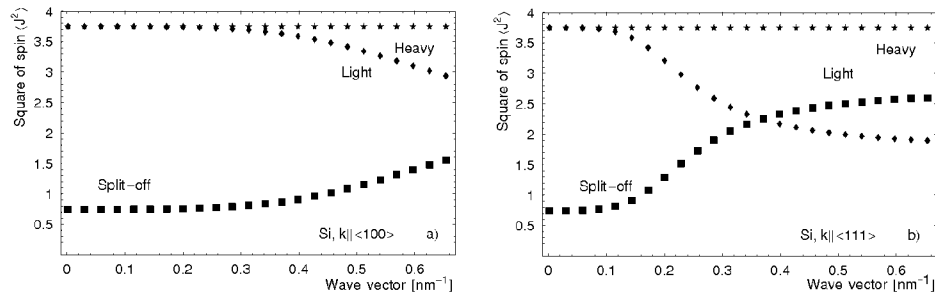 Square of spin ⟨J²⟩
4
3.5
3
2.5
2
1.5
1
0.5
Heavy
Light
Split-off
Si, k||<100> a)
0 0.1 0.2 0.3 0.4 0.5 0.6
Wave vector [nm⁻¹]
Square of spin ⟨J²⟩
4
3.5
3
2.5
2
1.5
1
0.5
Heavy
Light
Split-off
Si, k||<111> b)
0 0.1 0.2 0.3 0.4 0.5 0.6
Wave vector [nm⁻¹]